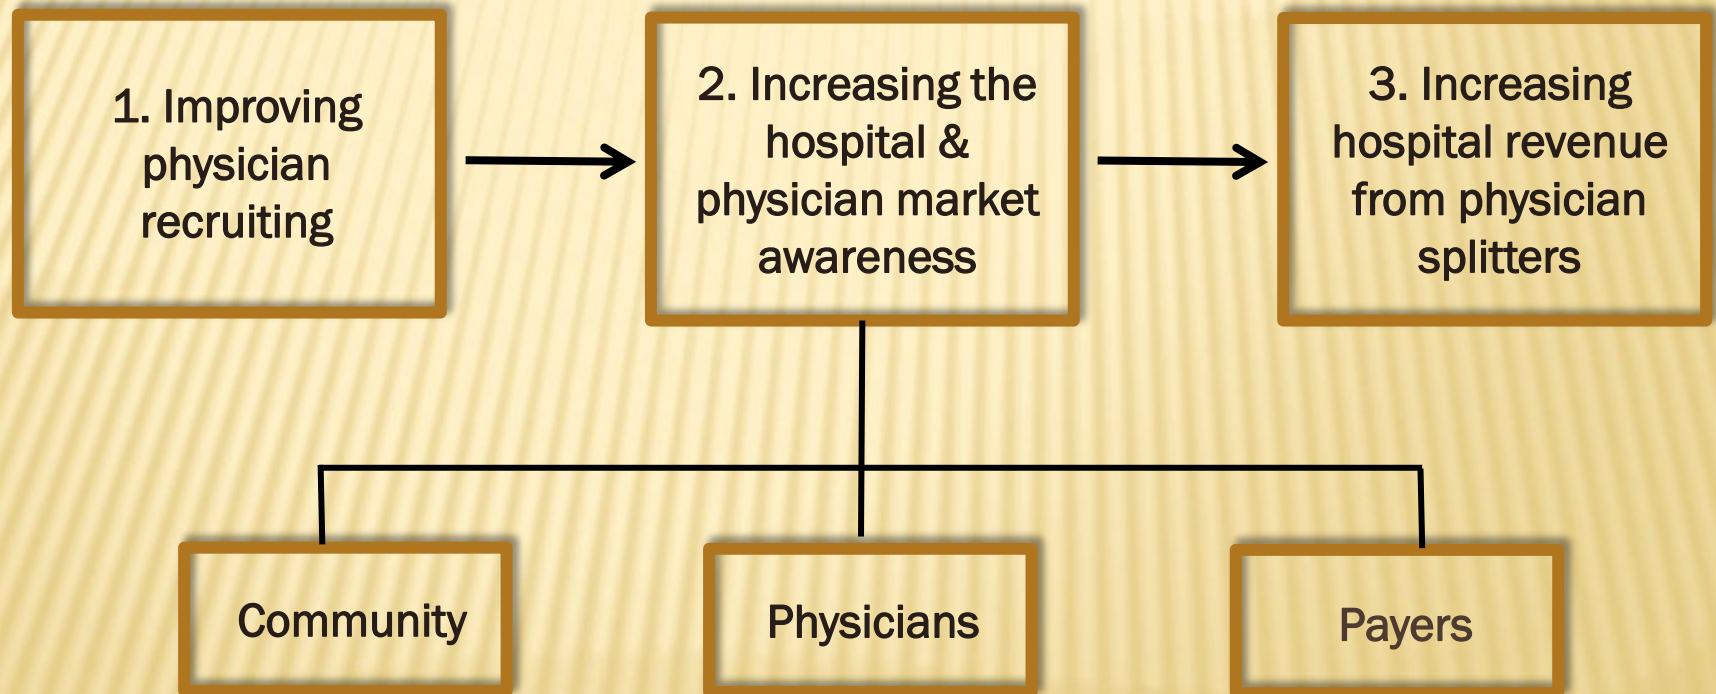 1. Improving
physician
recruiting
2. Increasing the
hospital &
physician market
awareness
3. Increasing
hospital revenue
from physician
splitters
Community
Physicians
Payers